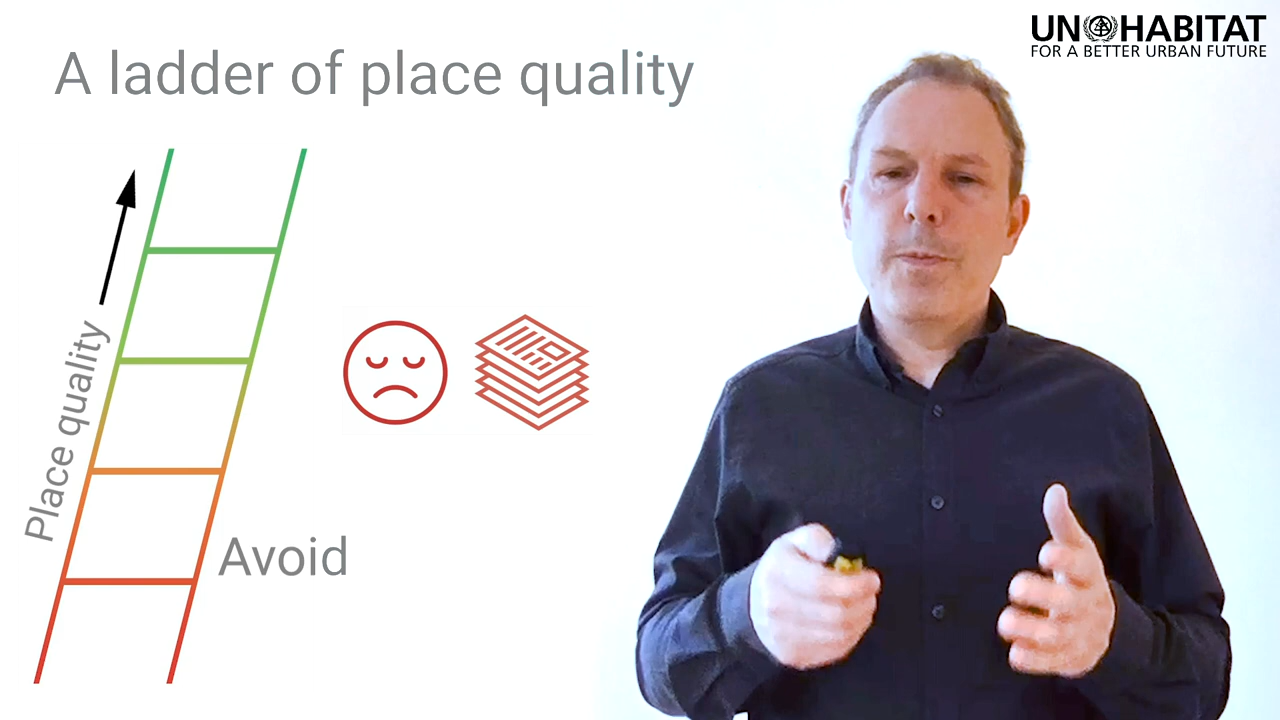 A ladder of place quality
UN HABITAT
FOR A BETTER URBAN FUTURE
Place quality
Avoid